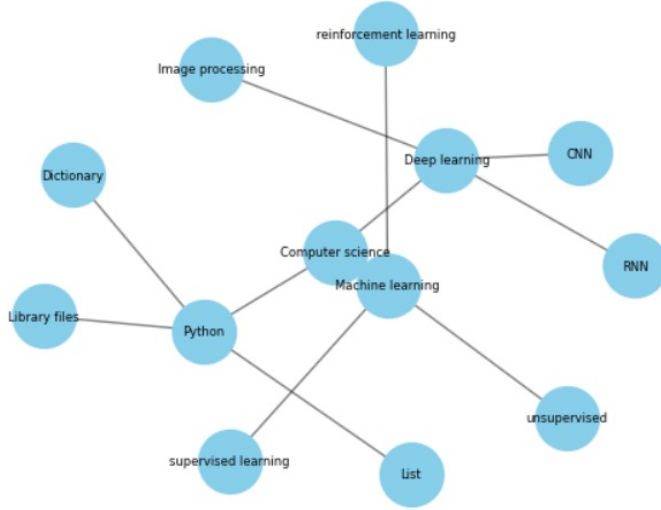 reinforcement learning
Image processing
Deep learning
CNN
Dictionary
Computer science
RNN
Machine learning
Library files
Python
unsupervised
supervised learning
List